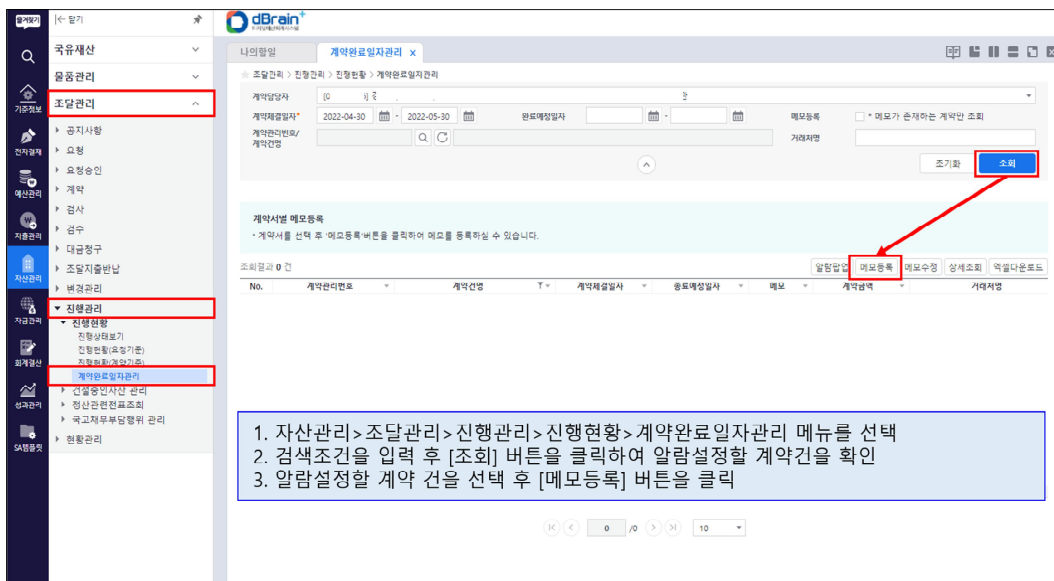 즐겨찾기
닫기
dBrain+
국유재산
나의할일
계약완료일자관리 x
물품관리
조달관리 > 진행관리 > 진행현황 > 계약완료일자관리
기준정보
조달관리
계약담당자
계약체결일자*
2022-04-30 - 2022-05-30
완료예정일자
-
메모등록
* 메모가 존재하는 계약만 조회
계약관리번호/
계약건명
거래처명
초기화
조회
공지사항
전자결재
요청
요청승인
예산관리
계약
검사
지출관리
검수
계약서별 메모등록
- 계약서를 선택 후 '메모등록'버튼을 클릭하여 메모를 등록하실 수 있습니다.
대금청구
자산관리
조달지출반납
조회결과 0 건
알람팝업
메모등록
메모수정
상세조회
엑셀다운로드
변경관리
No.
계약관리번호
계약건명
계약체결일자
종료예정일자
메모
계약금액
거래처명
자금관리
진행관리
진행현황
진행상태보기
진행현황(요청기준)
회계결산
진행현황(계약기준)
계약완료일자관리
건설중인자산 관리
성과관리
정산관련전표조회
국고채무부담행위 관리
SA템플릿
현황관리
1. 자산관리>조달관리>진행관리>진행현황>계약완료일자관리 메뉴를 선택
2. 검색조건을 입력 후 [조회] 버튼을 클릭하여 알람설정할 계약건을 확인
3. 알람설정할 계약 건을 선택 후 [메모등록] 버튼을 클릭
0 /0 10